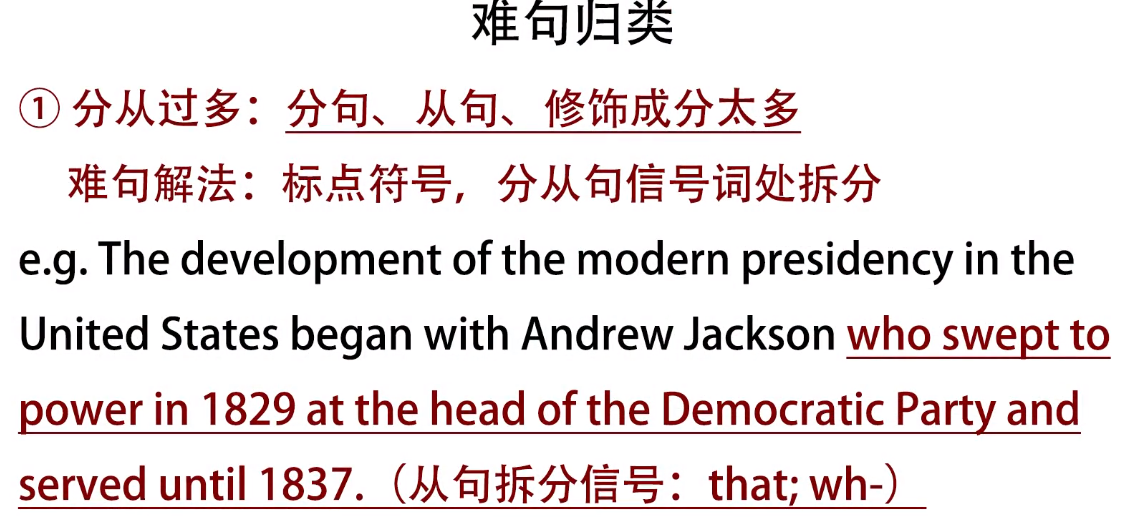 难句归类
① 分从过多：分句、从句、修饰成分太多
难句解法：标点符号，分从句信号词处拆分
e.g. The development of the modern presidency in the
United States began with Andrew Jackson who swept to
power in 1829 at the head of the Democratic Party and
served until 1837.（从句拆分信号：that; wh-）